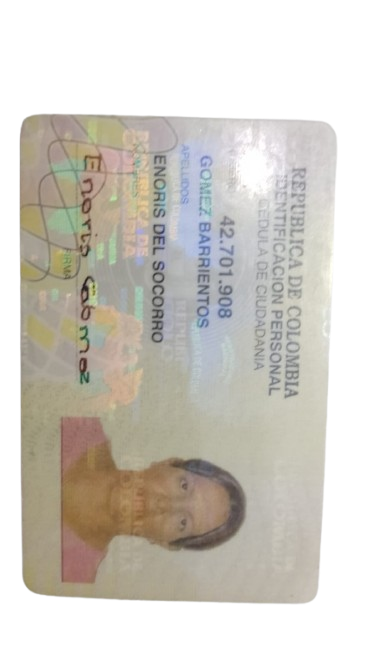 REPUBLICA DE COLOMBIA
IDENTIFICACION PERSONAL
CEDULA DE CIUDADANIA
42.701.908
GOMEZ BARRIENTOS
APELLIDOS
ENORIS DEL SOCORRO
Enoris Gómez
FIRMA